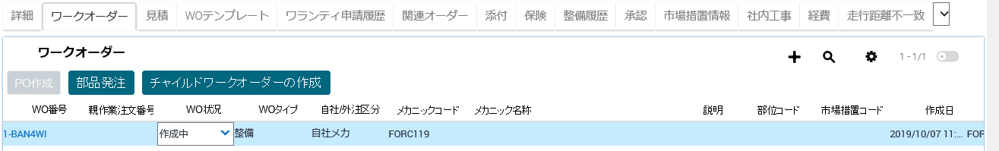 詳細 ワークオーダー 見積 WOテンプレート ワランティ申請履歴 関連オーダー 添付 保険 整備履歴 承認 市場措置情報 社内工事 経費 走行距離不一致
ワークオーダー 1 - 1/1
PO作成 部品発注 チャイルドワークオーダーの作成
WO番号 親作業注文番号 WO状況 WOタイプ 自社/外注区分 メカニックコード メカニック名称 説明 部位コード 市場措置コード 作成日
1-BAN4WI 作成中 整備 自社メカ FORC119 2019/10/07 11:... FOR